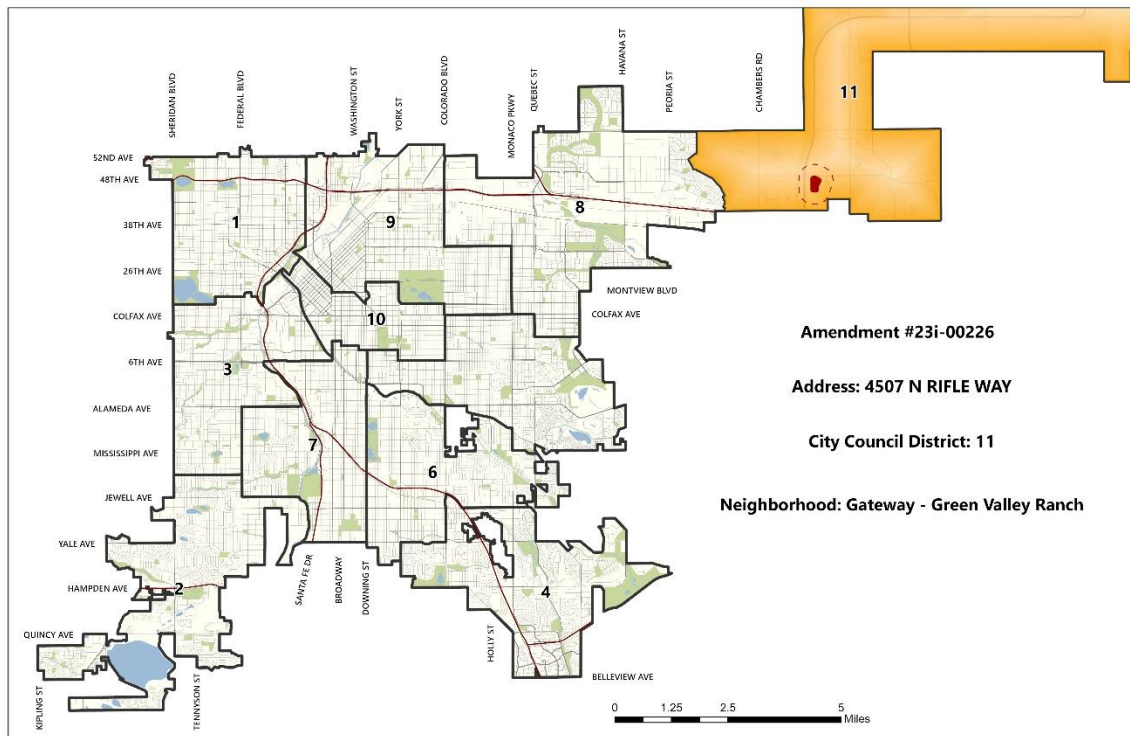 SHERIDAN BLVD
FEDERAL BLVD
WASHINGTON ST
YORK ST
COLORADO BLVD
MONACO PKWY
QUEBEC ST
HAVANA ST
PEORIA ST
CHAMBERS RD
11
52ND AVE
48TH AVE
38TH AVE
26TH AVE
COLFAX AVE
6TH AVE
ALAMEDA AVE
MISSISSIPPI AVE
JEWELL AVE
YALE AVE
HAMPDEN AVE
QUINCY AVE
1
9
8
10
3
7
6
2
4
MONTVIEW BLVD
COLFAX AVE
Amendment #23i-00226
Address: 4507 N RIFLE WAY
City Council District: 11
Neighborhood: Gateway - Green Valley Ranch
SANTA FE DR
BROADWAY
DOWNING ST
HOLLY ST
BELLEVIEW AVE
KIPLING ST
TENNYSON ST
0 1.25 2.5 5
Miles